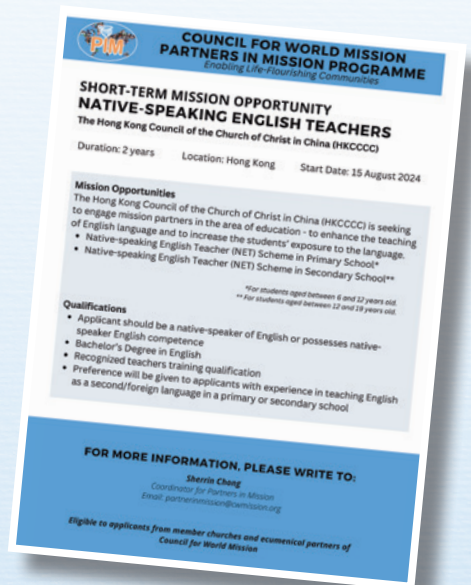 PIM
COUNCIL FOR WORLD MISSION
PARTNERS IN MISSION PROGRAMME
Enabling Life-Flourishing Communities
SHORT-TERM MISSION OPPORTUNITY
NATIVE-SPEAKING ENGLISH TEACHERS
The Hong Kong Council of the Church of Christ in China (HKCCCC)
Duration: 2 years Location: Hong Kong Start Date: 15 August 2024
Mission Opportunities
The Hong Kong Council of the Church of Christ in China (HKCCCC) is seeking
to engage mission partners in the area of education - to enhance the teaching
of English language and to increase the students' exposure to the language.
• Native-speaking English Teacher (NET) Scheme in Primary School*
• Native-speaking English Teacher (NET) Scheme in Secondary School**
*For students aged between 6 and 12 years old.
** For students aged between 12 and 19 years old.
Qualifications
• Applicant should be a native-speaker of English or possesses native-
speaker English competence
• Bachelor's Degree in English
• Recognized teachers training qualification
• Preference will be given to applicants with experience in teaching English
as a second/foreign language in a primary or secondary school
FOR MORE INFORMATION, PLEASE WRITE TO:
Sherrin Chong
Coordinator for Partners in Mission
Email: partnerinmission@cwmission.org
Eligible to applicants from member churches and ecumenical partners of
Council for World Mission